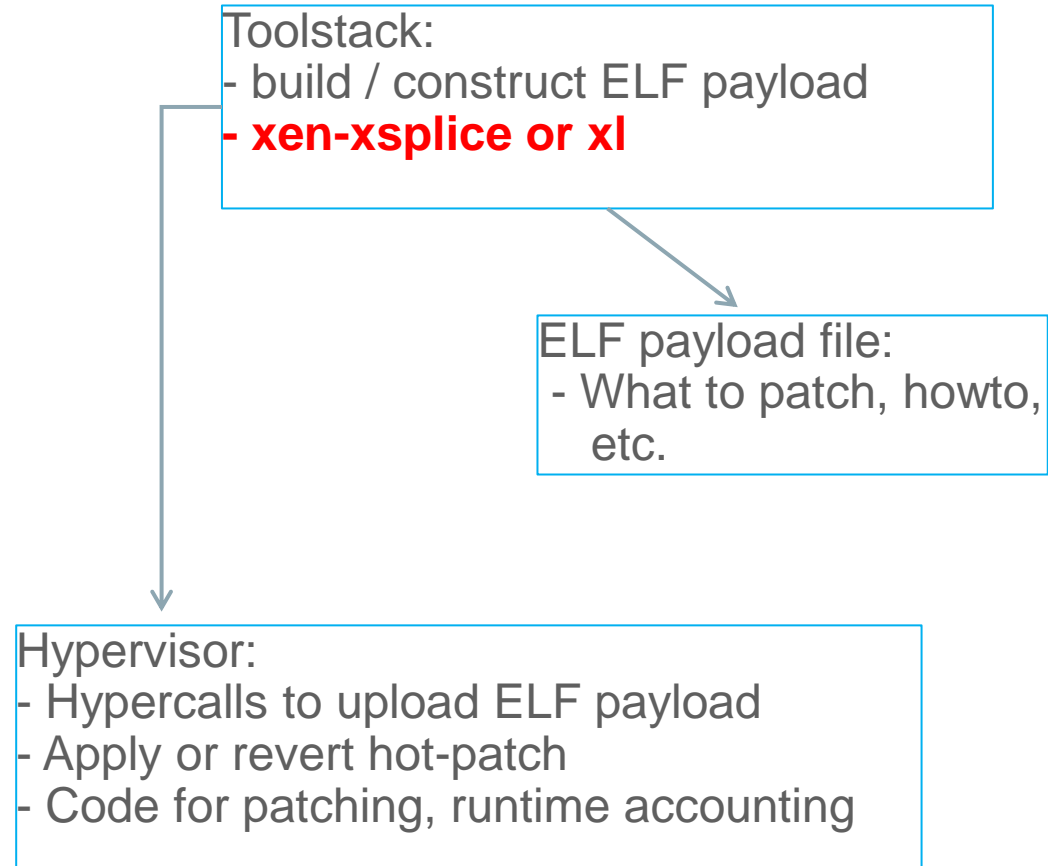 Toolstack:
- build / construct ELF payload
- xen-xsplice or xl
ELF payload file:
- What to patch, howto,
etc.
Hypervisor:
- Hypercalls to upload ELF payload
- Apply or revert hot-patch
- Code for patching, runtime accounting